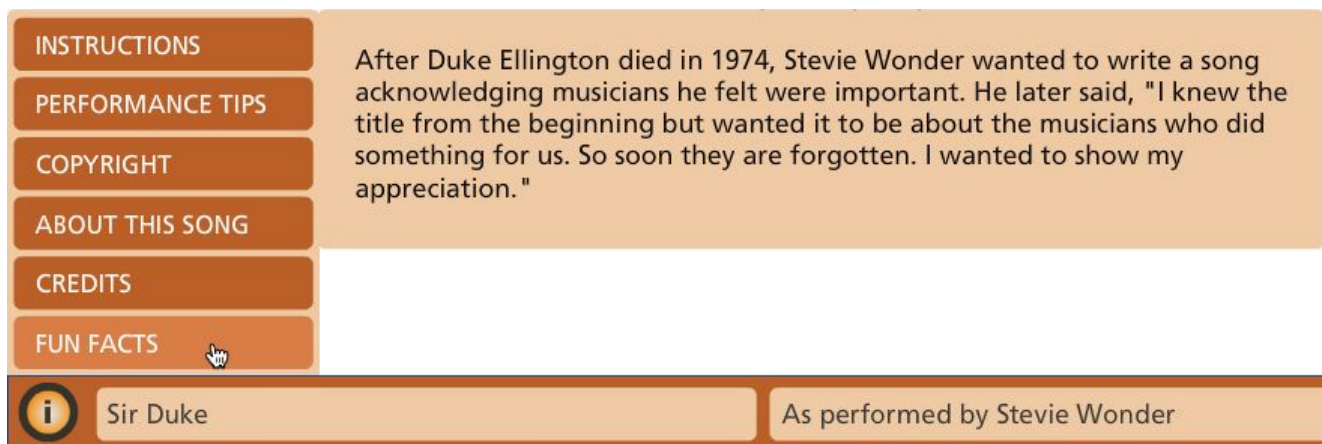 INSTRUCTIONS
PERFORMANCE TIPS
COPYRIGHT
ABOUT THIS SONG
CREDITS
FUN FACTS
After Duke Ellington died in 1974, Stevie Wonder wanted to write a song
acknowledging musicians he felt were important. He later said, "I knew the
title from the beginning but wanted it to be about the musicians who did
something for us. So soon they are forgotten. I wanted to show my
appreciation."
i
Sir Duke
As performed by Stevie Wonder